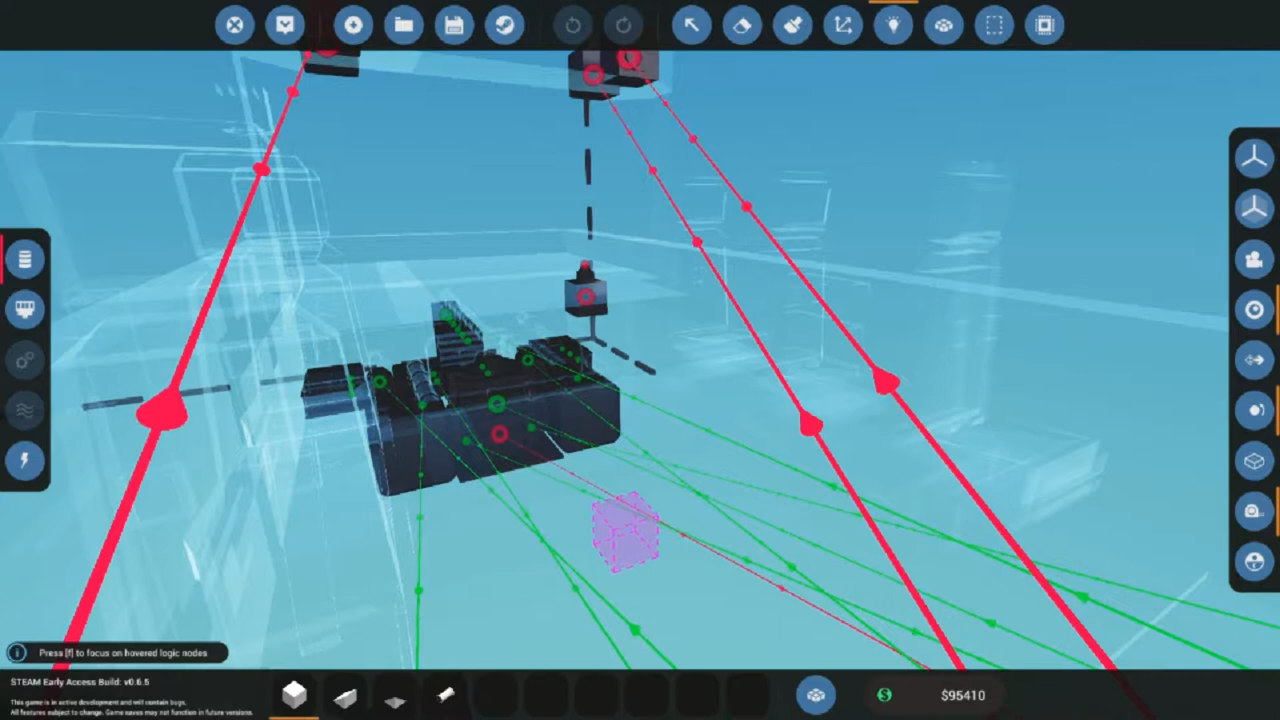 Press [f] to focus on hovered logic nodes
STEAM Early Access Build: v0.6.5
This game is in active development and will contain bugs.
All features subject to change. Game saves may not function in future versions.
$ $95410